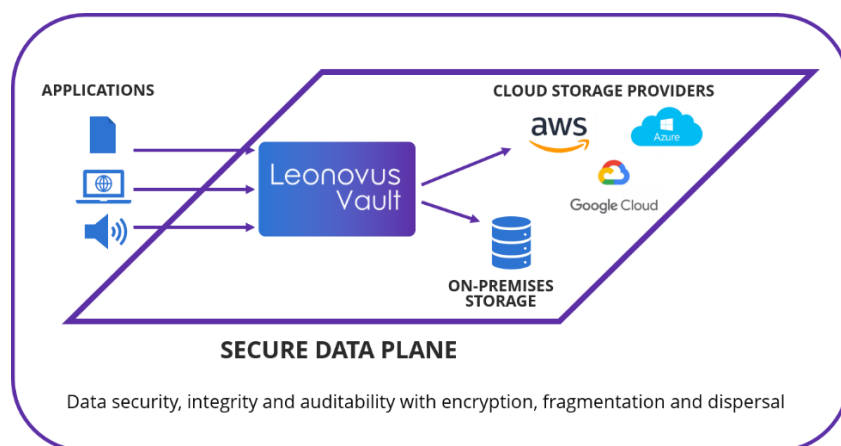 APPLICATIONS
CLOUD STORAGE PROVIDERS
aws
Azure
Leonovus
Vault
Google Cloud
ON-PREMISES
STORAGE
SECURE DATA PLANE
Data security, integrity and auditability with encryption, fragmentation and dispersal